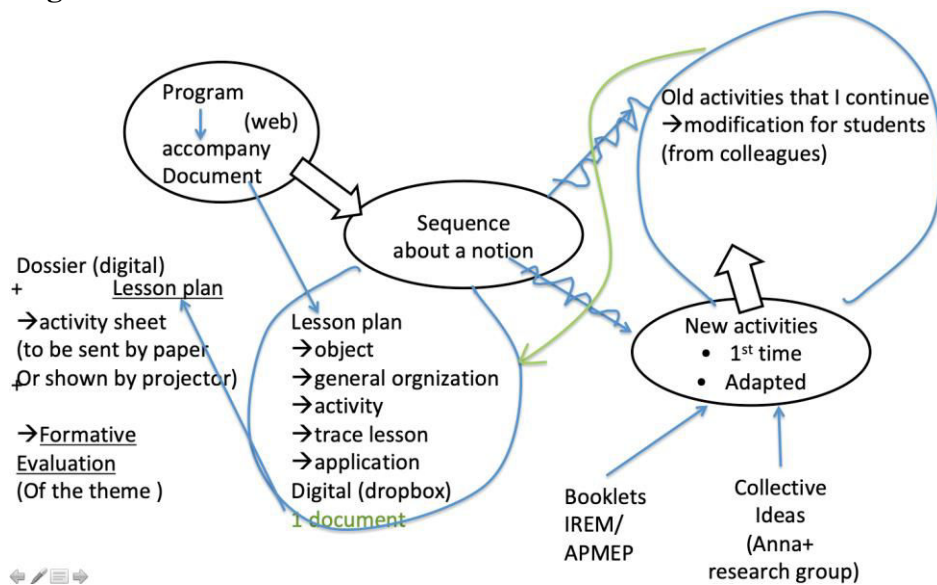 Program
(web)
accompany
Document
Old activities that I continue
→modification for students
(from colleagues)
Sequence
about a notion
Dossier (digital)
+ Lesson plan
→activity sheet
(to be sent by paper
Or shown by projector)
+
→Formative
Evaluation
(Of the theme )
Lesson plan
→object
→general orgnization
→activity
→trace lesson
→application
Digital (dropbox)
1 document
New activities
• 1st time
• Adapted
Booklets
IREM/
APMEP
Collective
Ideas
(Anna+
research group)